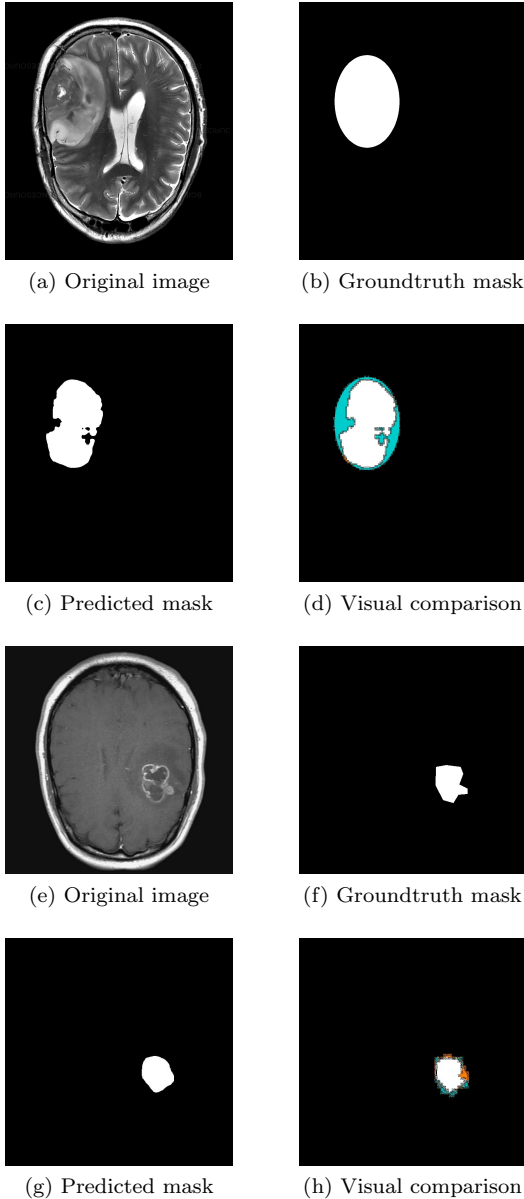 (a) Original image
(b) Groundtruth mask
(c) Predicted mask
(d) Visual comparison
(e) Original image
(f) Groundtruth mask
(g) Predicted mask
(h) Visual comparison